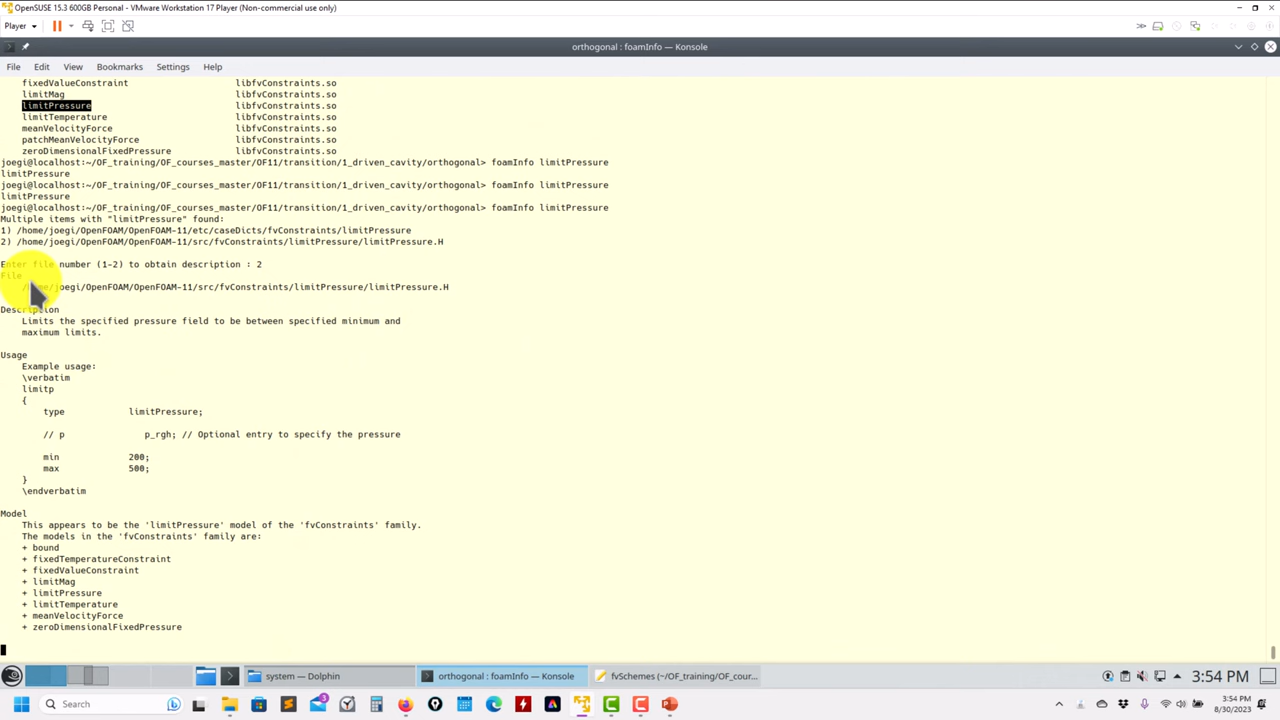 OpenSUSE 15.3 600GB Personal - VMware Workstation 17 Player (Non-commercial use only)
Player
orthogonal : foamInfo — Konsole
File Edit View Bookmarks Settings Help
fixedValueConstraint libfvConstraints.so
limitMag libfvConstraints.so
limitPressure libfvConstraints.so
limitTemperature libfvConstraints.so
meanVelocityForce libfvConstraints.so
patchMeanVelocityForce libfvConstraints.so
zeroDimensionalFixedPressure libfvConstraints.so
joegi@localhost:~/OF_training/OF_courses_master/OF11/transition/1_driven_cavity/orthogonal> foamInfo limitPressure
limitPressure
joegi@localhost:~/OF_training/OF_courses_master/OF11/transition/1_driven_cavity/orthogonal> foamInfo limitPressure
limitPressure
joegi@localhost:~/OF_training/OF_courses_master/OF11/transition/1_driven_cavity/orthogonal> foamInfo limitPressure
Multiple items with "limitPressure" found:
1) /home/joegi/OpenFOAM/OpenFOAM-11/etc/caseDicts/fvConstraints/limitPressure
2) /home/joegi/OpenFOAM/OpenFOAM-11/src/fvConstraints/limitPressure/limitPressure.H
Enter file number (1-2) to obtain description : 2
File
/home/joegi/OpenFOAM/OpenFOAM-11/src/fvConstraints/limitPressure/limitPressure.H
Description
Limits the specified pressure field to be between specified minimum and
maximum limits.
Usage
Example usage:
\verbatim
limitp
{
type limitPressure;
// p p_rgh; // Optional entry to specify the pressure
min 200;
max 500;
}
\endverbatim
Model
This appears to be the 'limitPressure' model of the 'fvConstraints' family.
The models in the 'fvConstraints' family are:
+ bound
+ fixedTemperatureConstraint
+ fixedValueConstraint
+ limitMag
+ limitPressure
+ limitTemperature
+ meanVelocityForce
+ zeroDimensionalFixedPressure
system — Dolphin
orthogonal : foamInfo — Konsole
fvSchemes (~/OF_training/OF_cour...
3:54 PM
Search
3
3:54 PM
8/30/2023